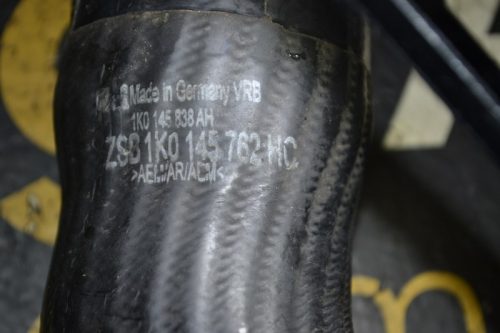 Made in Germany VRB
1K0 145 838 AH
ZSB 1K0 145 762 HC
>AEM/AR/ACM<